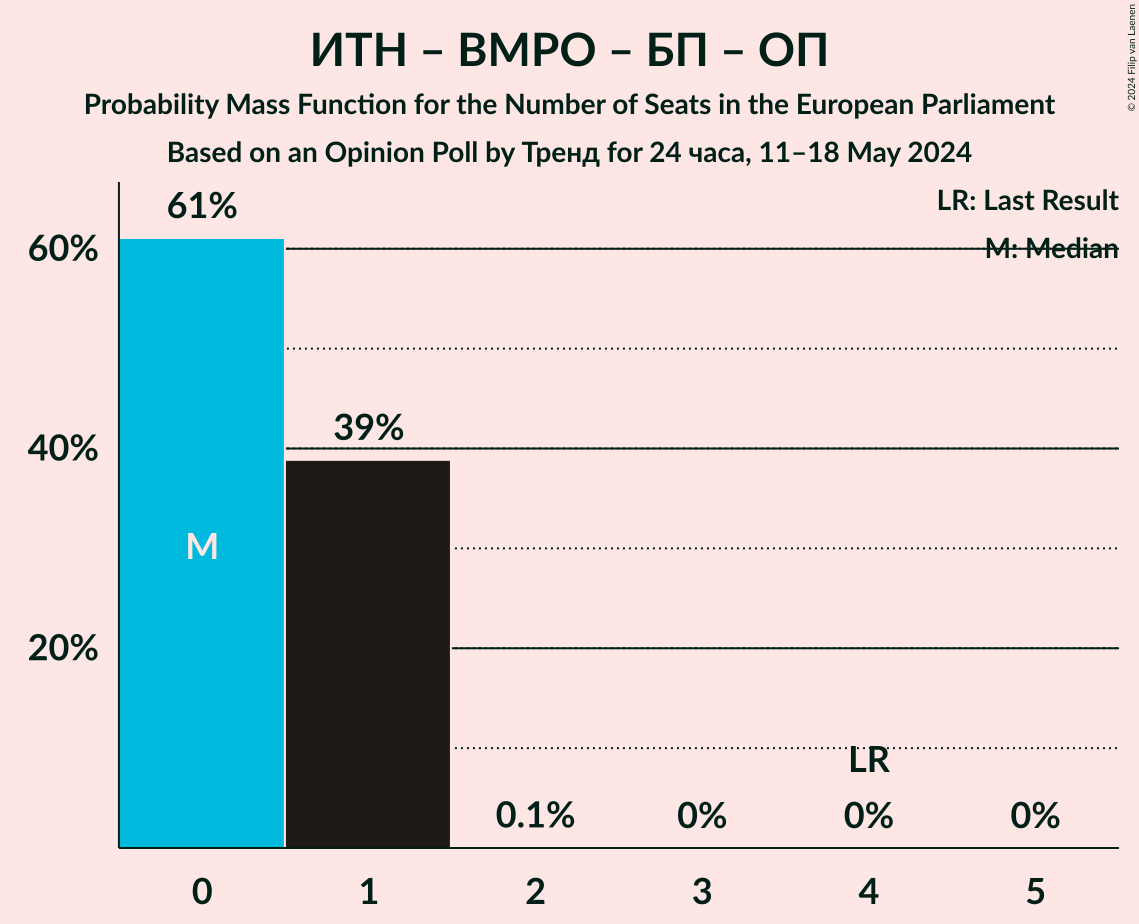 ИТН – ВМРО – БП – ОП
Probability Mass Function for the Number of Seats in the European Parliament
Based on an Opinion Poll by Тренд for 24 часа, 11–18 May 2024
© 2024 Filip van Laenen
LR: Last Result
M: Median
61%
60%
39%
40%
M
20%
LR
0.1%
0%
0%
0%
0
1
2
3
4
5